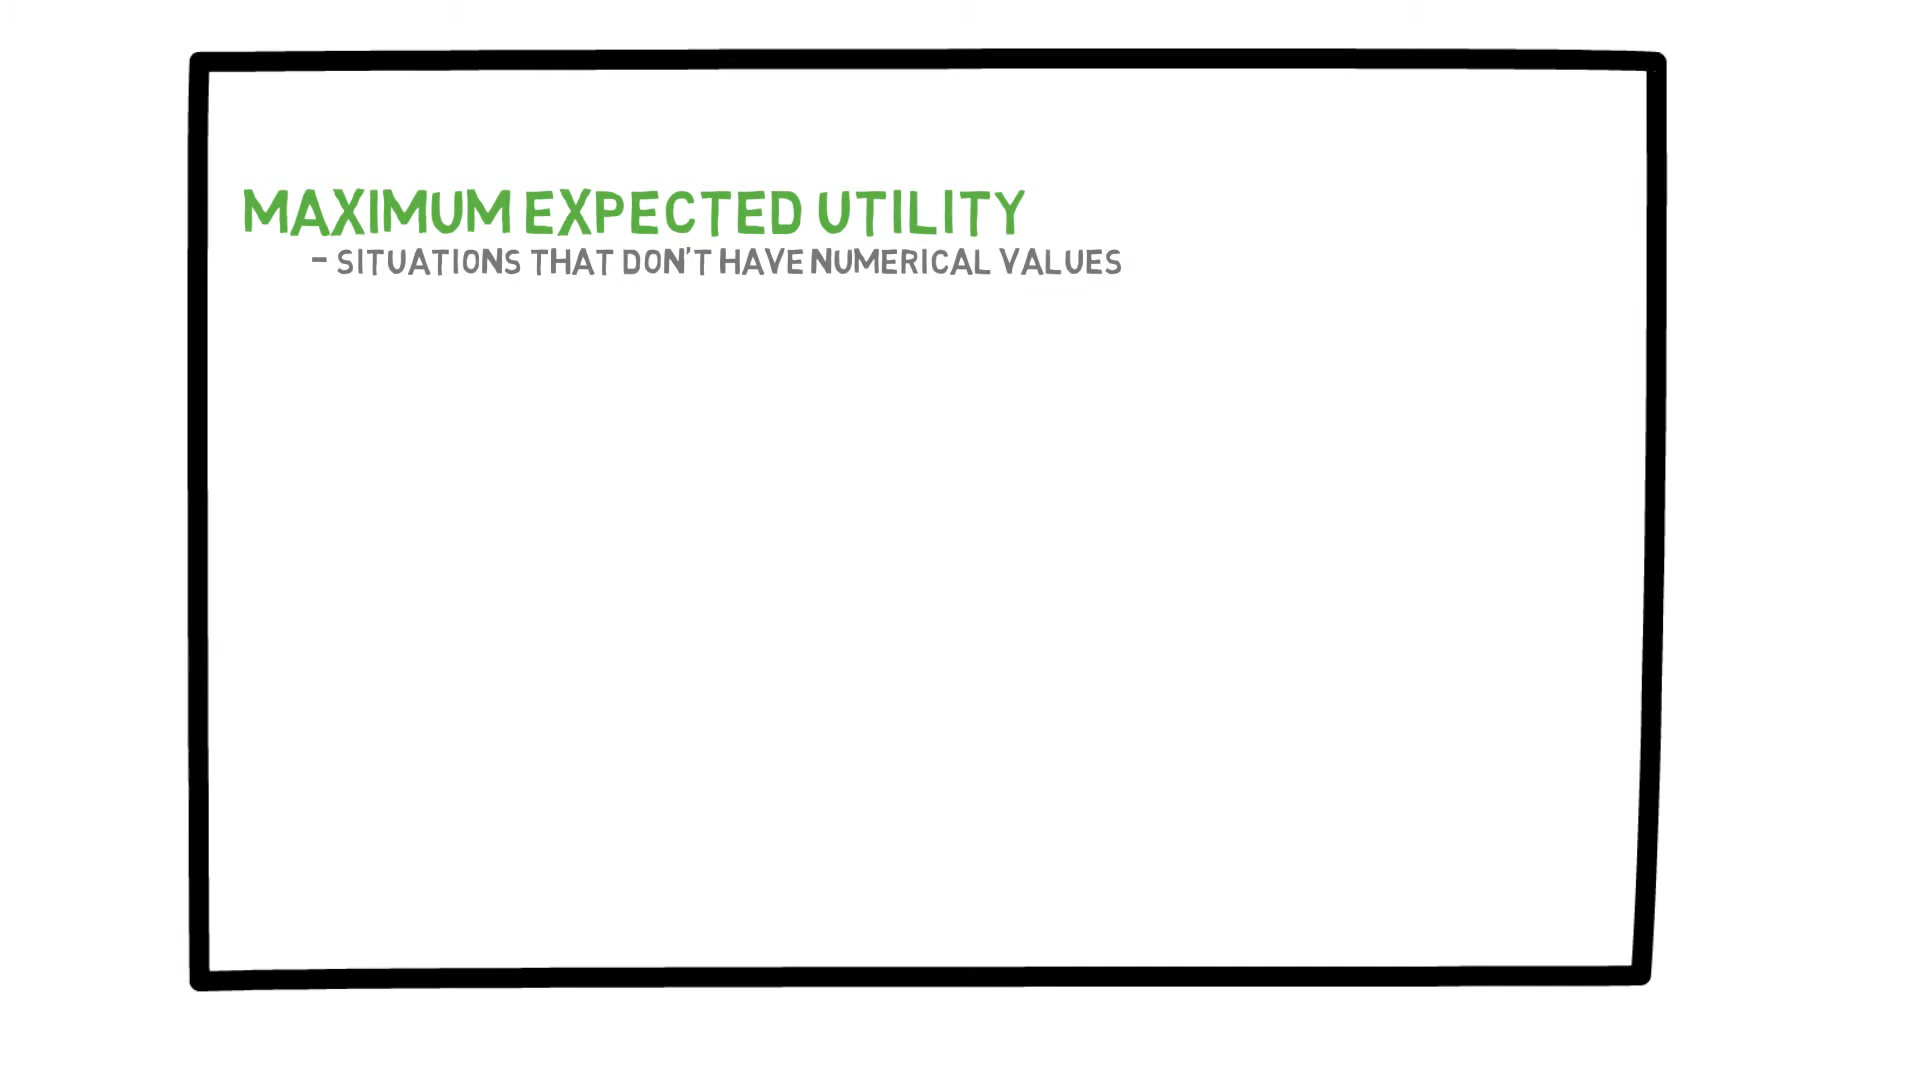 MAXIMUM EXPECTED UTILITY
- SITUATIONS THAT DON'T HAVE NUMERICAL VALUES